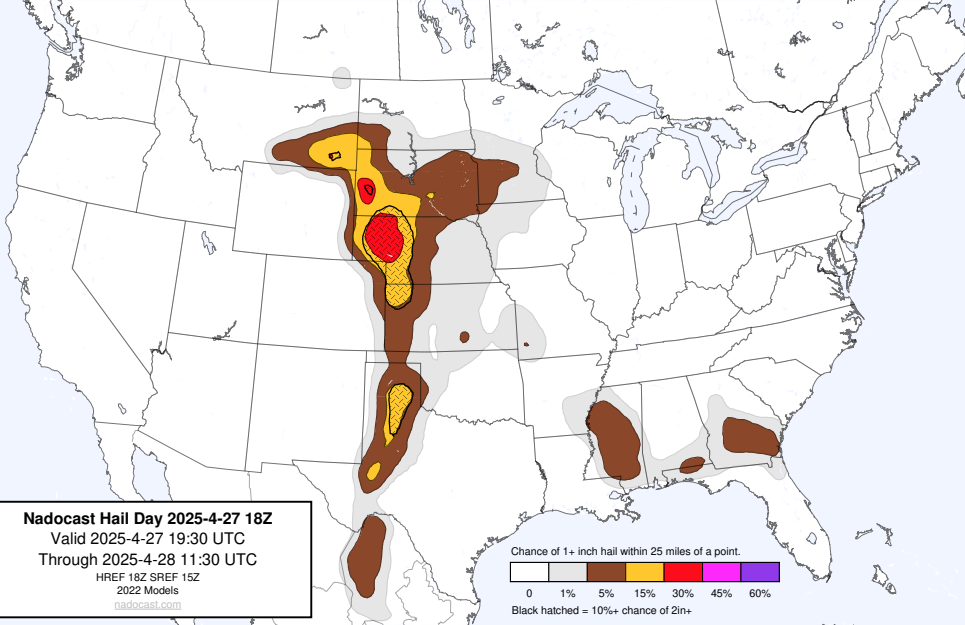 Nadocast Hail Day 2025-4-27 18Z
Valid 2025-4-27 19:30 UTC
Through 2025-4-28 11:30 UTC
HREF 18Z SREF 15Z
2022 Models
nadocast.com
Chance of 1+ inch hail within 25 miles of a point.
0 1% 5% 15% 30% 45% 60%
Black hatched = 10%+ chance of 2in+